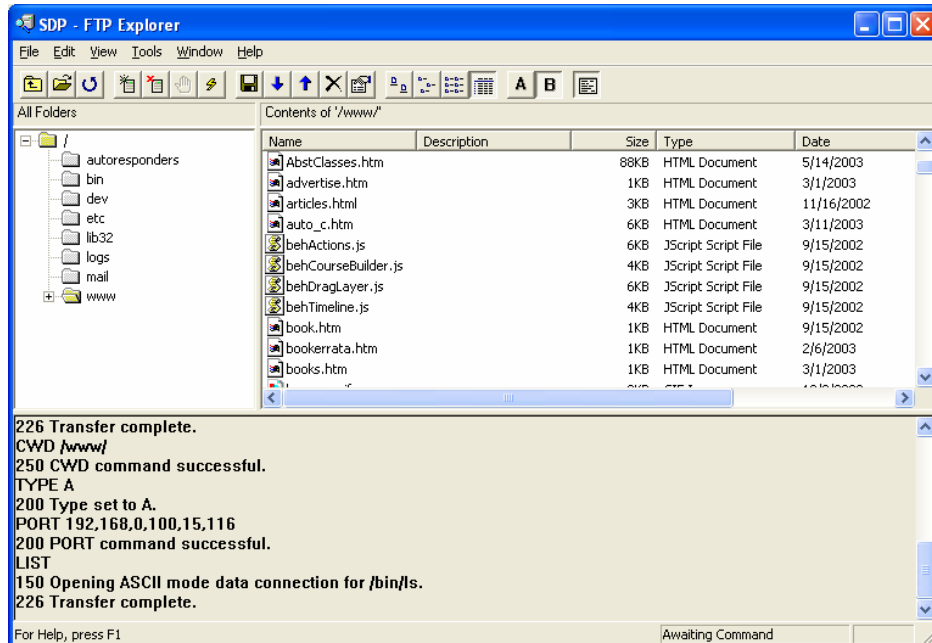 SDP - FTP Explorer
File Edit View Tools Window Help
A B
All Folders Contents of '/www/'
/
autoresponders
bin
dev
etc
lib32
logs
mail
www
Name Description Size Type Date
AbstClasses.htm 88KB HTML Document 5/14/2003
advertise.htm 1KB HTML Document 3/1/2003
articles.html 3KB HTML Document 11/16/2002
auto_c.htm 6KB HTML Document 3/11/2003
behActions.js 6KB JScript Script File 9/15/2002
behCourseBuilder.js 4KB JScript Script File 9/15/2002
behDragLayer.js 6KB JScript Script File 9/15/2002
behTimeline.js 4KB JScript Script File 9/15/2002
book.htm 1KB HTML Document 9/15/2002
bookerrata.htm 1KB HTML Document 2/6/2003
books.htm 1KB HTML Document 3/1/2003
226 Transfer complete.
CWD /www/
250 CWD command successful.
TYPE A
200 Type set to A.
PORT 192,168,0,100,15,116
200 PORT command successful.
LIST
150 Opening ASCII mode data connection for /bin/ls.
226 Transfer complete.
For Help, press F1 Awaiting Command